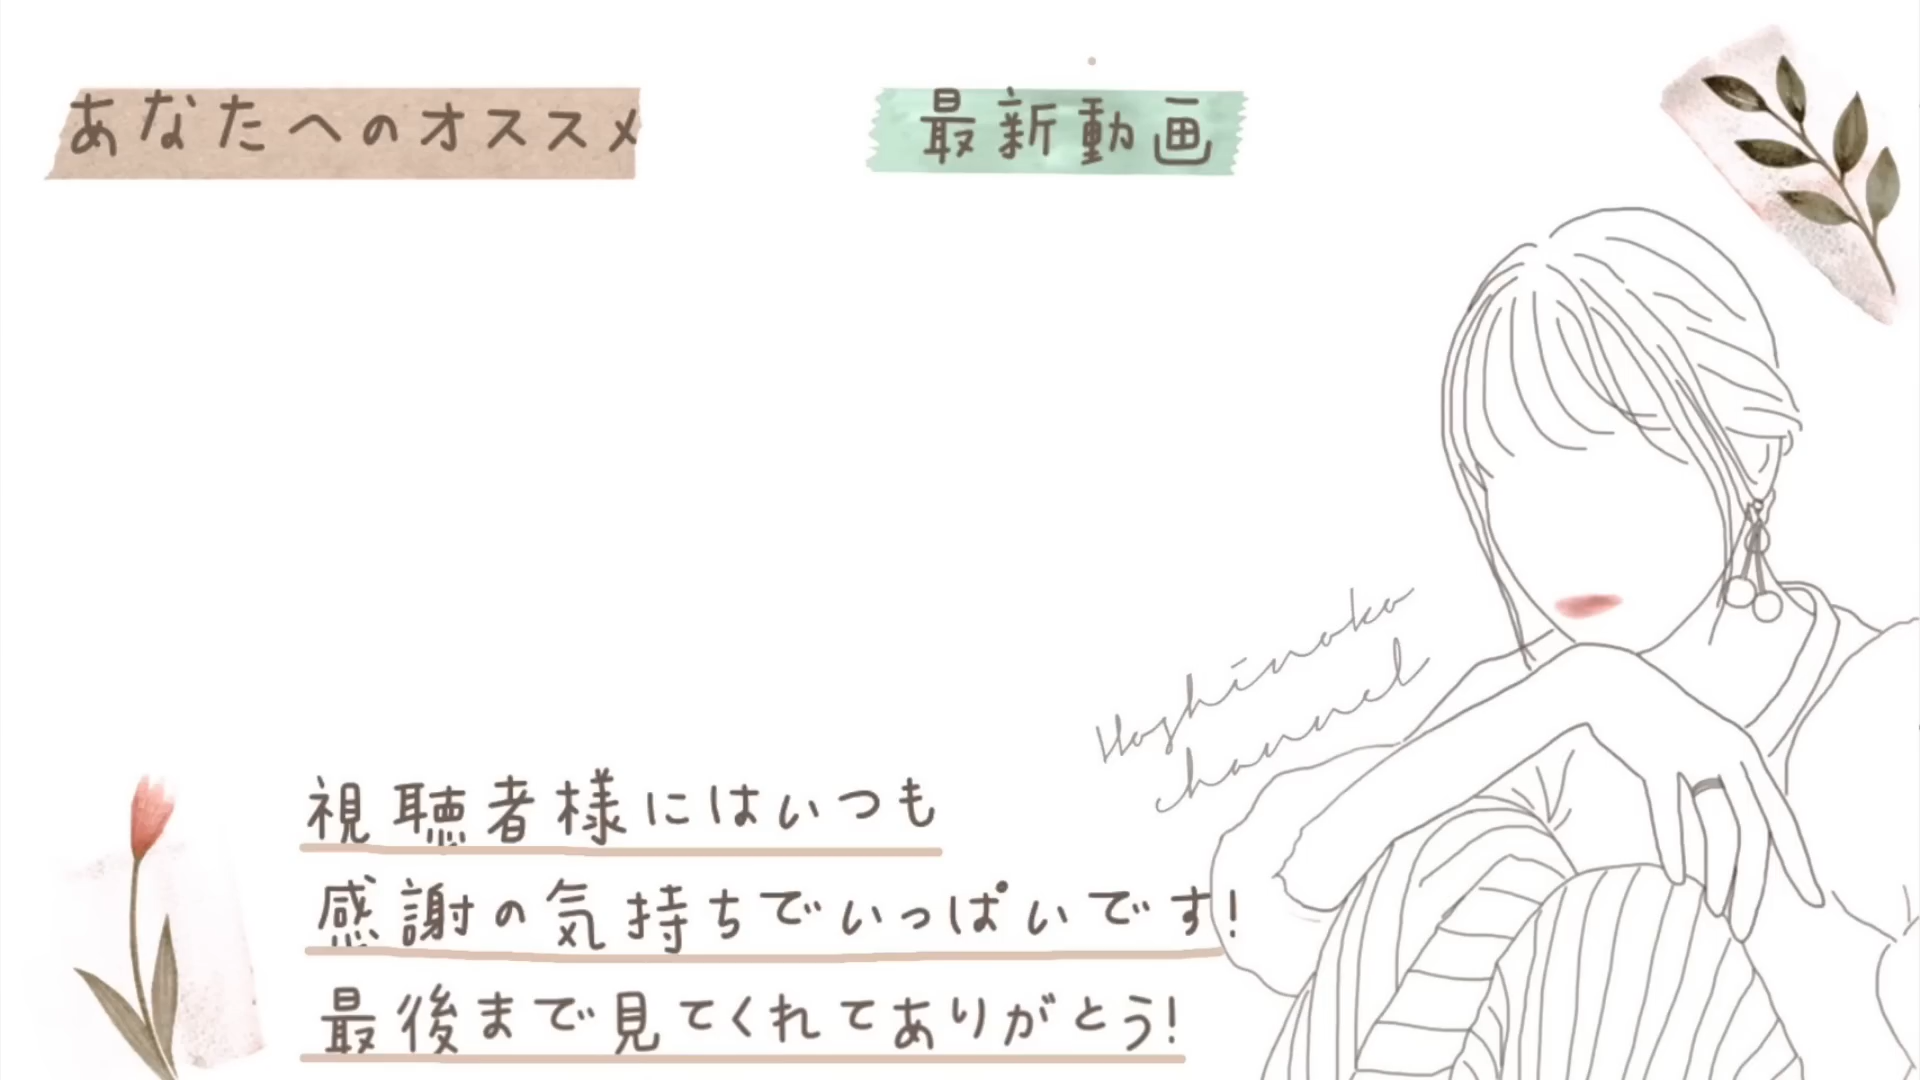 あなたへのオススメ
最新動画
Hoshinoko
channel
視聴者様にはいつも
感謝の気持ちでいっぱいです!
最後まで見てくれてありがとう!